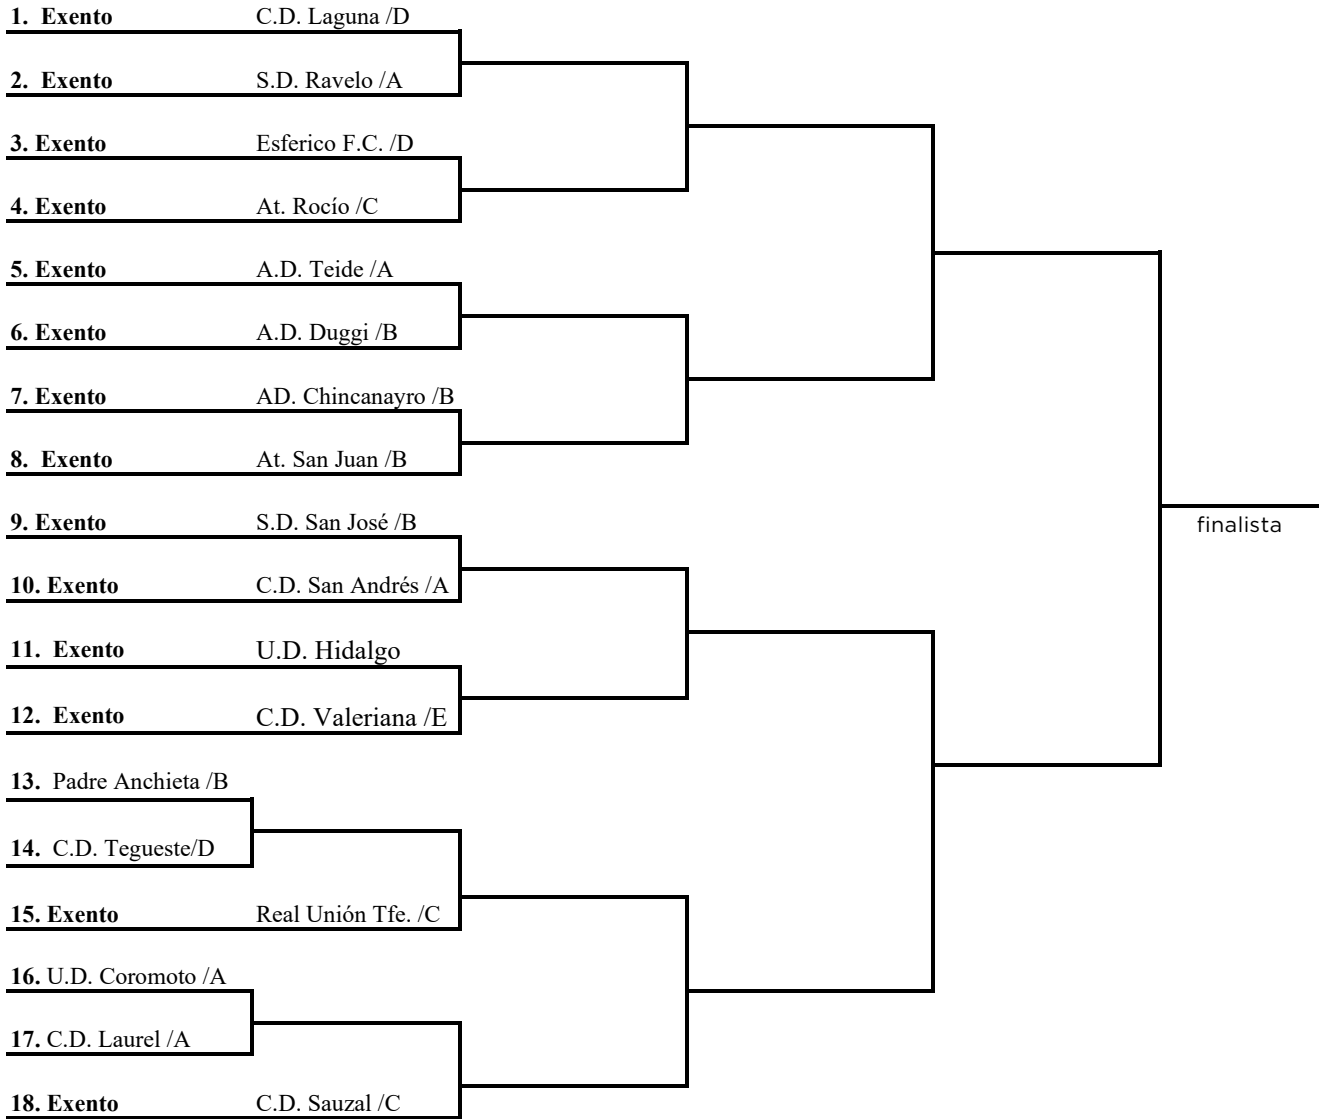 1. Exento C.D. Laguna /D
2. Exento S.D. Ravelo /A
3. Exento Esferico F.C. /D
4. Exento At. Rocío /C
5. Exento A.D. Teide /A
6. Exento A.D. Duggi /B
7. Exento AD. Chincanayro /B
8. Exento At. San Juan /B
9. Exento S.D. San José /B
finalista
10. Exento C.D. San Andrés /A
11. Exento U.D. Hidalgo
12. Exento C.D. Valeriana /E
13. Padre Anchieta /B
14. C.D. Tegueste/D
15. Exento Real Unión Tfe. /C
16. U.D. Coromoto /A
17. C.D. Laurel /A
18. Exento C.D. Sauzal /C